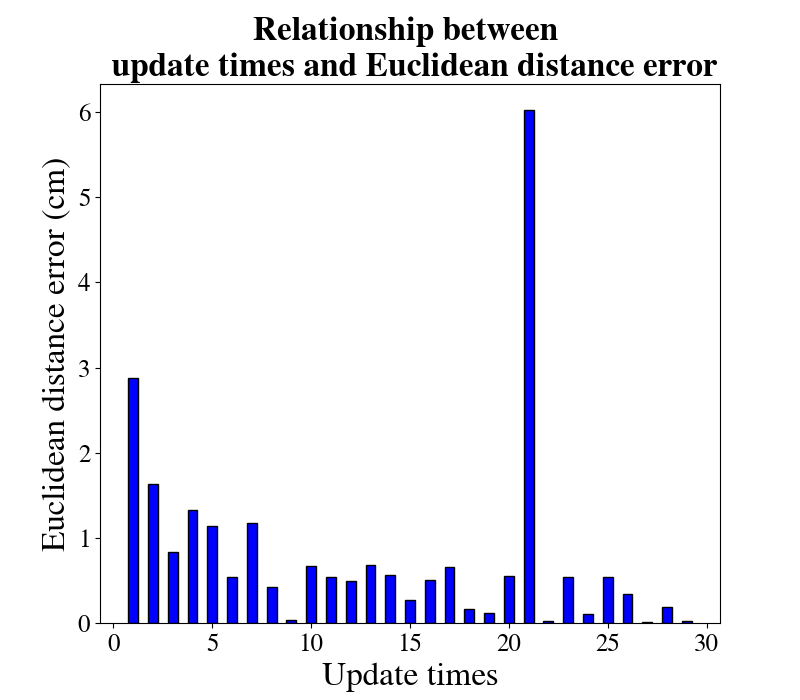 Relationship between
update times and Euclidean distance error
Euclidean distance error (cm)
6
5
4
3
2
1
0
0 5 10 15 20 25 30
Update times